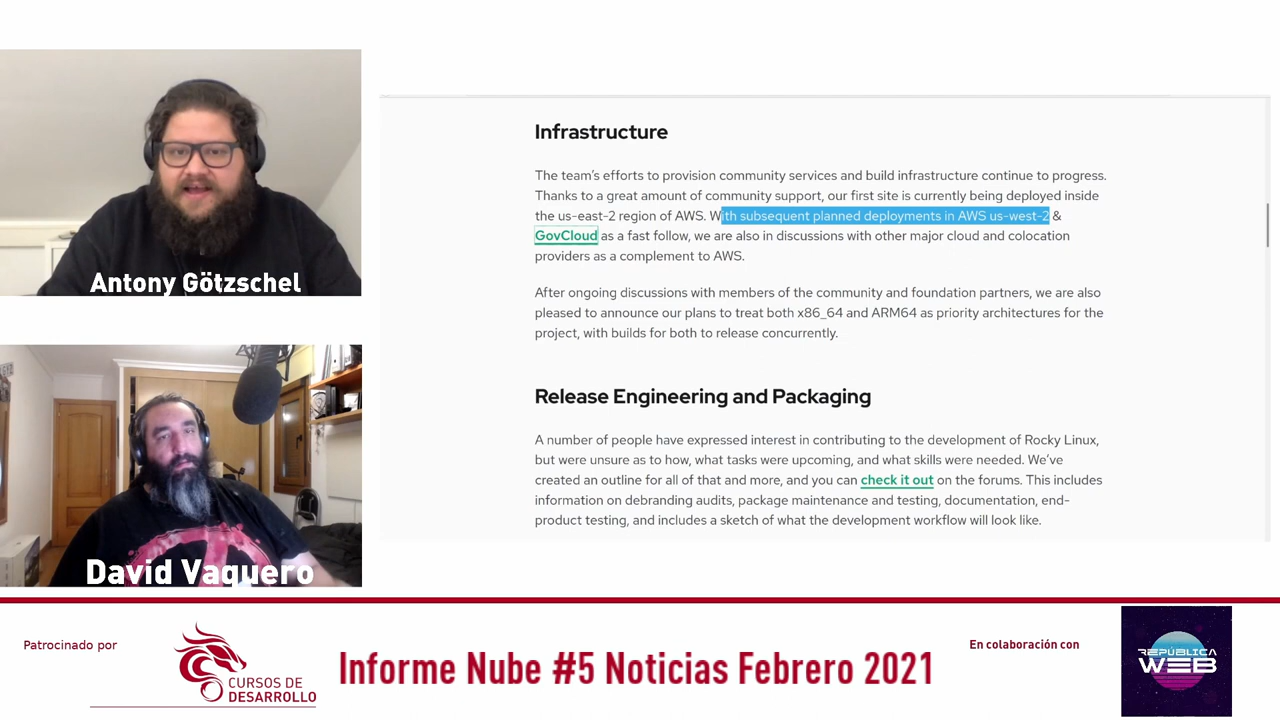 Antony Götzschel
David Vaquero
Infrastructure
The team's efforts to provision community services and build infrastructure continue to progress.
Thanks to a great amount of community support, our first site is currently being deployed inside
the us-east-2 region of AWS. With subsequent planned deployments in AWS us-west-2 &
GovCloud as a fast follow, we are also in discussions with other major cloud and colocation
providers as a complement to AWS.
After ongoing discussions with members of the community and foundation partners, we are also
pleased to announce our plans to treat both x86_64 and ARM64 as priority architectures for the
project, with builds for both to release concurrently.
Release Engineering and Packaging
A number of people have expressed interest in contributing to the development of Rocky Linux,
but were unsure as to how, what tasks were upcoming, and what skills were needed. We've
created an outline for all of that and more, and you can check it out on the forums. This includes
information on debranding audits, package maintenance and testing, documentation, end-
product testing, and includes a sketch of what the development workflow will look like.
Patrocinado por
CURSOS DE
DESARROLLO
Informe Nube #5 Noticias Febrero 2021
En colaboración con
REPÚBLICA
WEB